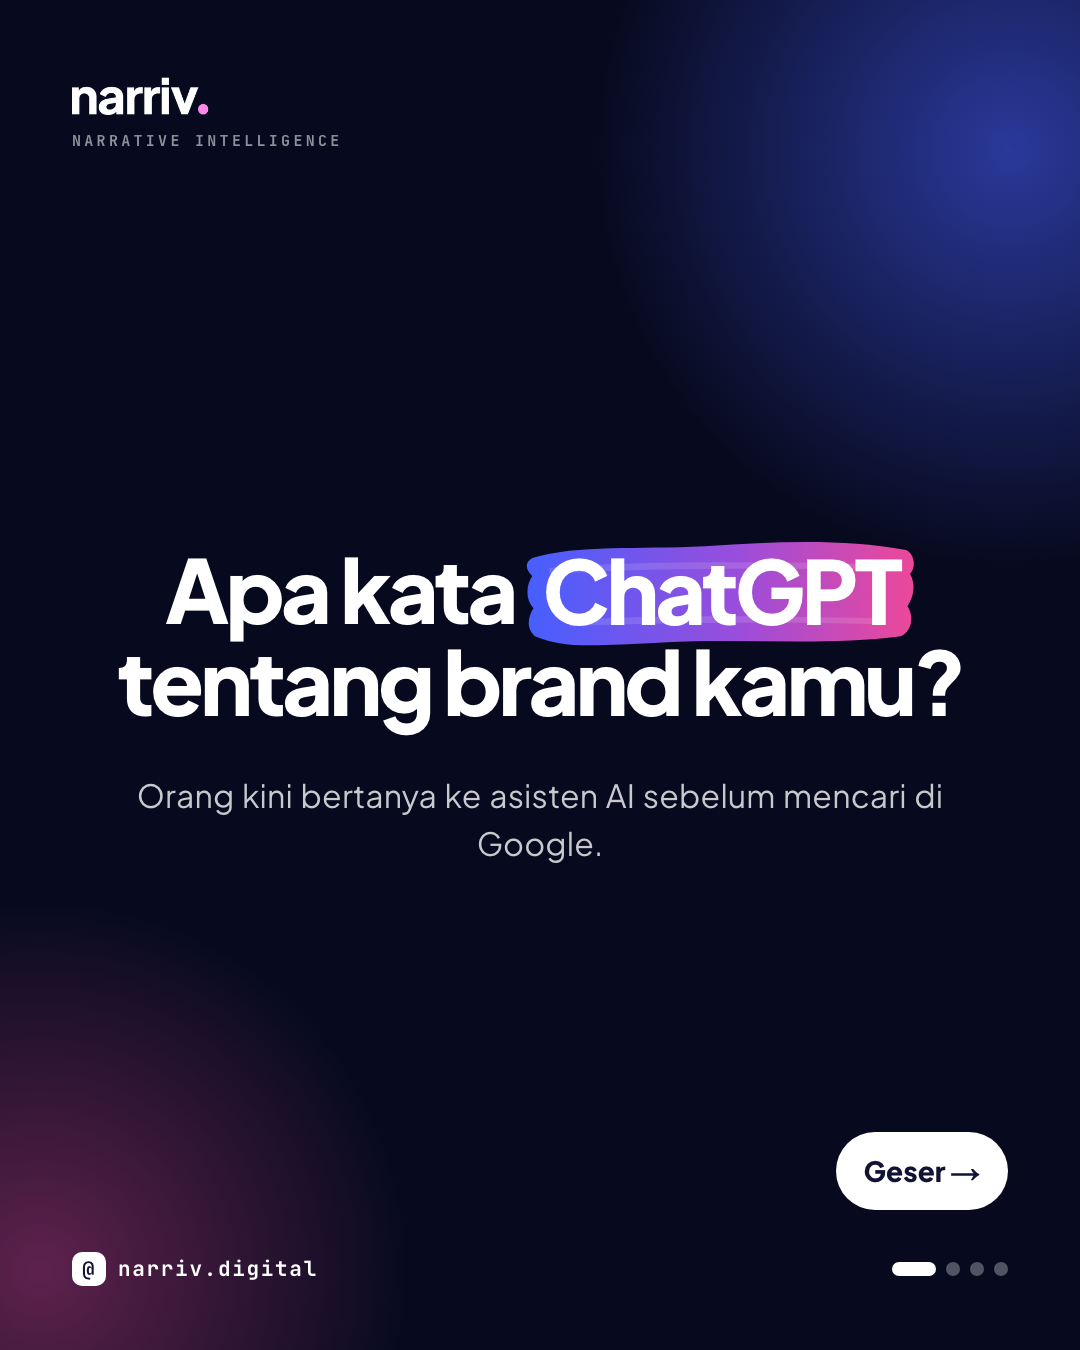 narriv.
NARRATIVE INTELLIGENCE
Apa kata ChatGPT
tentang brand kamu?
Orang kini bertanya ke asisten AI sebelum mencari di
Google.
Geser →
@ narriv.digital